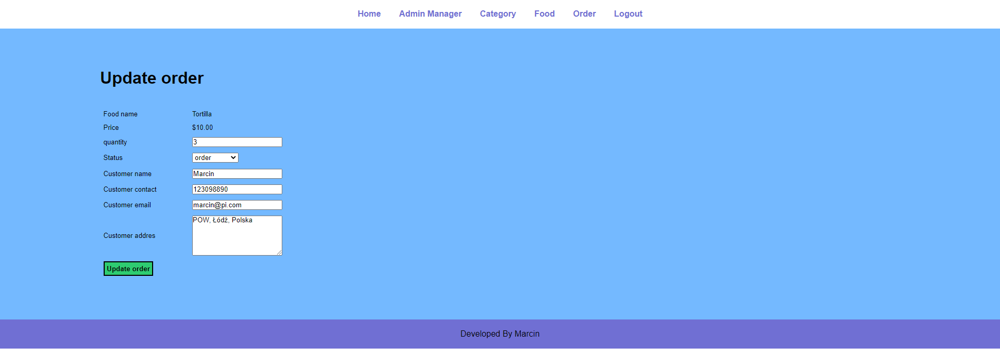 Home Admin Manager Category Food Order Logout
Update order
Food name Tortilla
Price $10.00
quantity 3
Status order
Customer name Marcin
Customer contact 123098890
Customer email marcin@pi.com
Customer addres POW, Łódź, Polska
Update order
Developed By Marcin